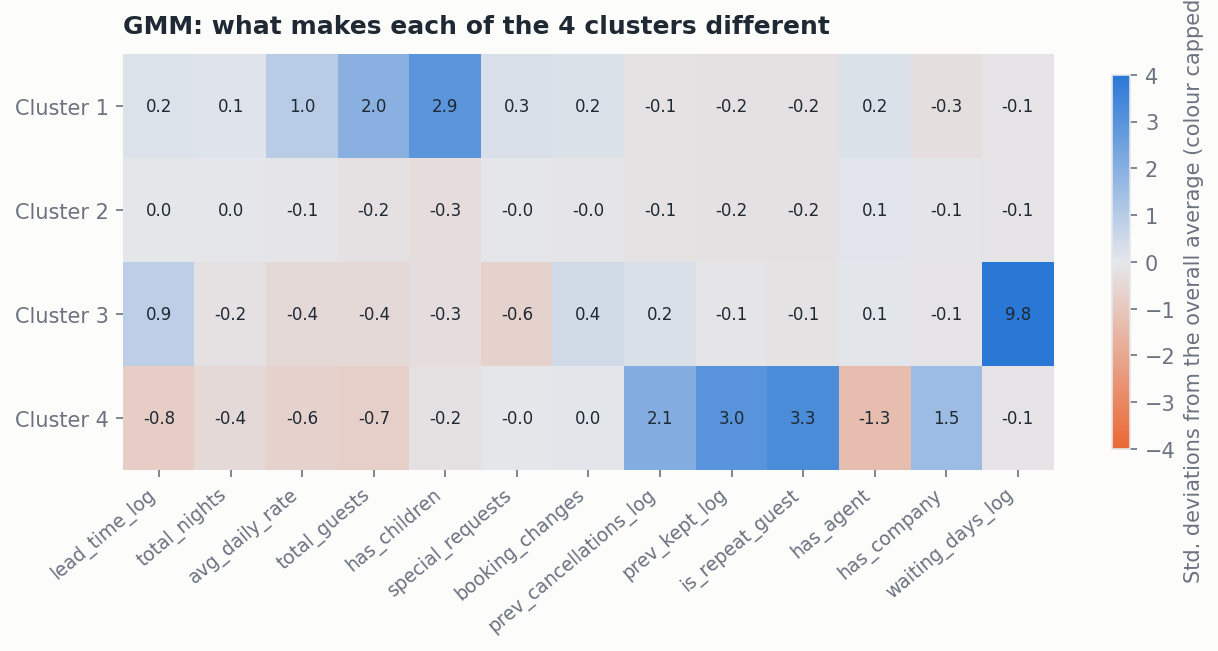 GMM: what makes each of the 4 clusters different
Cluster 1 0.2 0.1 1.0 2.0 2.9 0.3 0.2 -0.1 -0.2 -0.2 0.2 -0.3 -0.1
Cluster 2 0.0 0.0 -0.1 -0.2 -0.3 -0.0 -0.0 -0.1 -0.2 -0.2 0.1 -0.1 -0.1
Cluster 3 0.9 -0.2 -0.4 -0.4 -0.3 -0.6 0.4 0.2 -0.1 -0.1 0.1 -0.1 9.8
Cluster 4 -0.8 -0.4 -0.6 -0.7 -0.2 -0.0 0.0 2.1 3.0 3.3 -1.3 1.5 -0.1
lead_time_log
total_nights
avg_daily_rate
total_guests
has_children
special_requests
booking_changes
prev_cancellations_log
prev_kept_log
is_repeat_guest
has_agent
has_company
waiting_days_log
4
3
2
1
0
−1
−2
−3
−4
Std. deviations from the overall average (colour capped